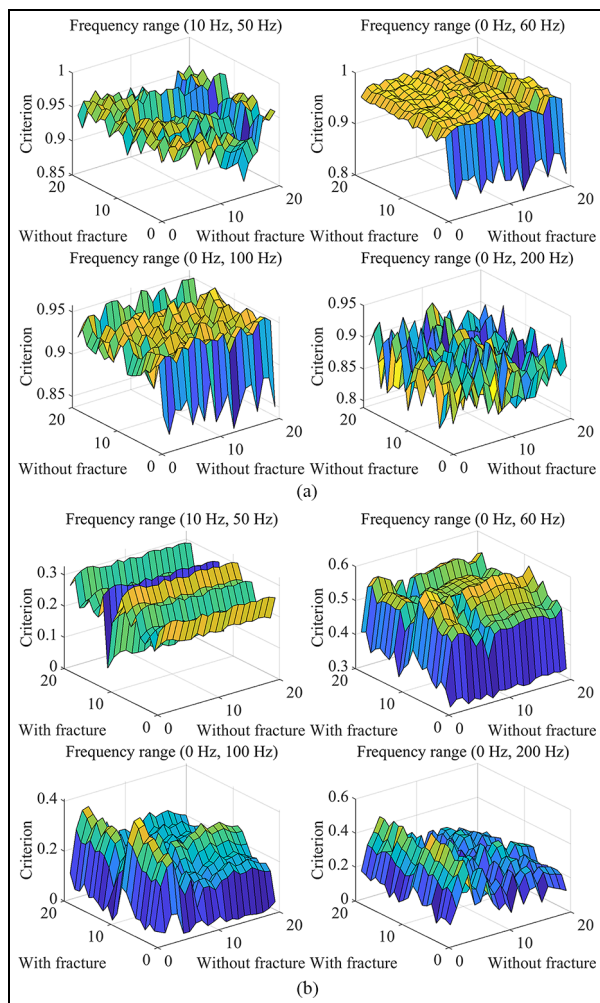 Frequency range (10 Hz, 50 Hz)
Frequency range (0 Hz, 60 Hz)
1
0.95
0.9
0.85
Criterion
20
10
0
Without fracture
0
10
20
Without fracture
1
0.9
0.8
Criterion
20
10
0
Without fracture
0
10
20
Without fracture
Frequency range (0 Hz, 100 Hz)
Frequency range (0 Hz, 200 Hz)
0.95
0.9
0.85
Criterion
20
10
0
Without fracture
0
10
20
Without fracture
0.95
0.9
0.85
0.8
Criterion
20
10
0
Without fracture
0
10
20
Without fracture
(a)
Frequency range (10 Hz, 50 Hz)
Frequency range (0 Hz, 60 Hz)
0.3
0.2
0.1
0
Criterion
20
10
0
With fracture
0
10
20
Without fracture
0.6
0.5
0.4
0.3
Criterion
20
10
0
With fracture
0
10
20
Without fracture
Frequency range (0 Hz, 100 Hz)
Frequency range (0 Hz, 200 Hz)
0.4
0.2
0
Criterion
20
10
0
With fracture
0
10
20
Without fracture
0.6
0.4
0.2
0
Criterion
20
10
0
With fracture
0
10
20
Without fracture
(b)